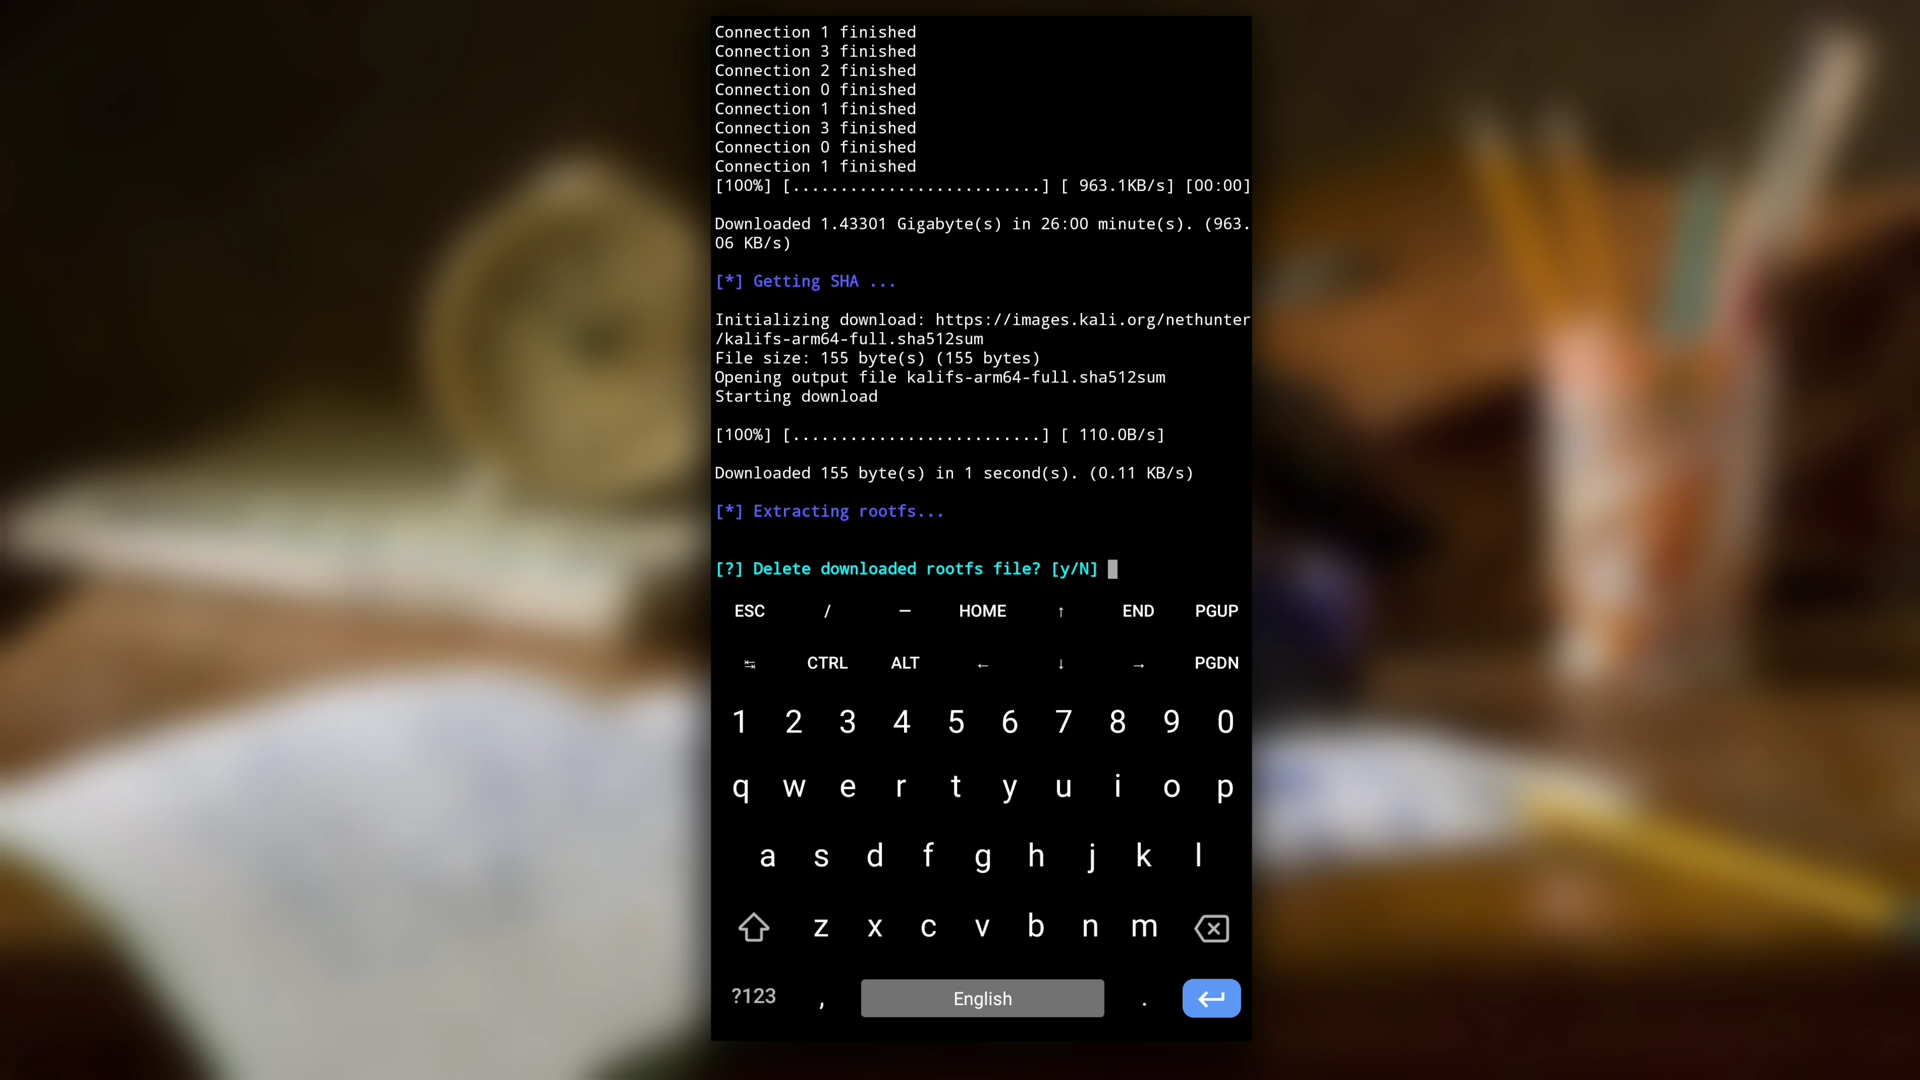 Connection 1 finished
Connection 3 finished
Connection 2 finished
Connection 0 finished
Connection 1 finished
Connection 3 finished
Connection 0 finished
Connection 1 finished
[100%] [..........................] [ 963.1KB/s] [00:00]
Downloaded 1.43301 Gigabyte(s) in 26:00 minute(s). (963.
06 KB/s)
[*] Getting SHA ...
Initializing download: https://images.kali.org/nethunter
/kalifs-arm64-full.sha512sum
File size: 155 byte(s) (155 bytes)
Opening output file kalifs-arm64-full.sha512sum
Starting download
[100%] [..........................] [ 110.0B/s]
Downloaded 155 byte(s) in 1 second(s). (0.11 KB/s)
[*] Extracting rootfs...
[?] Delete downloaded rootfs file? [y/N]
ESC / — HOME ↑ END PGUP
↹ CTRL ALT ← ↓ → PGDN
1 2 3 4 5 6 7 8 9 0
q w e r t y u i o p
a s d f g h j k l
z x c v b n m
?123 , English .